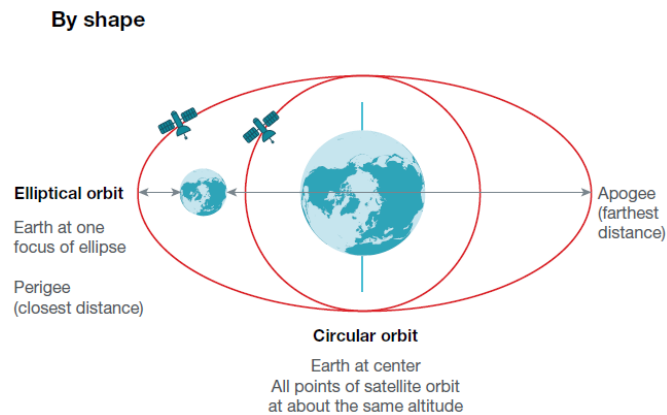 By shape
Elliptical orbit
Earth at one
focus of ellipse
Perigee
(closest distance)
Apogee
(farthest
distance)
Circular orbit
Earth at center
All points of satellite orbit
at about the same altitude